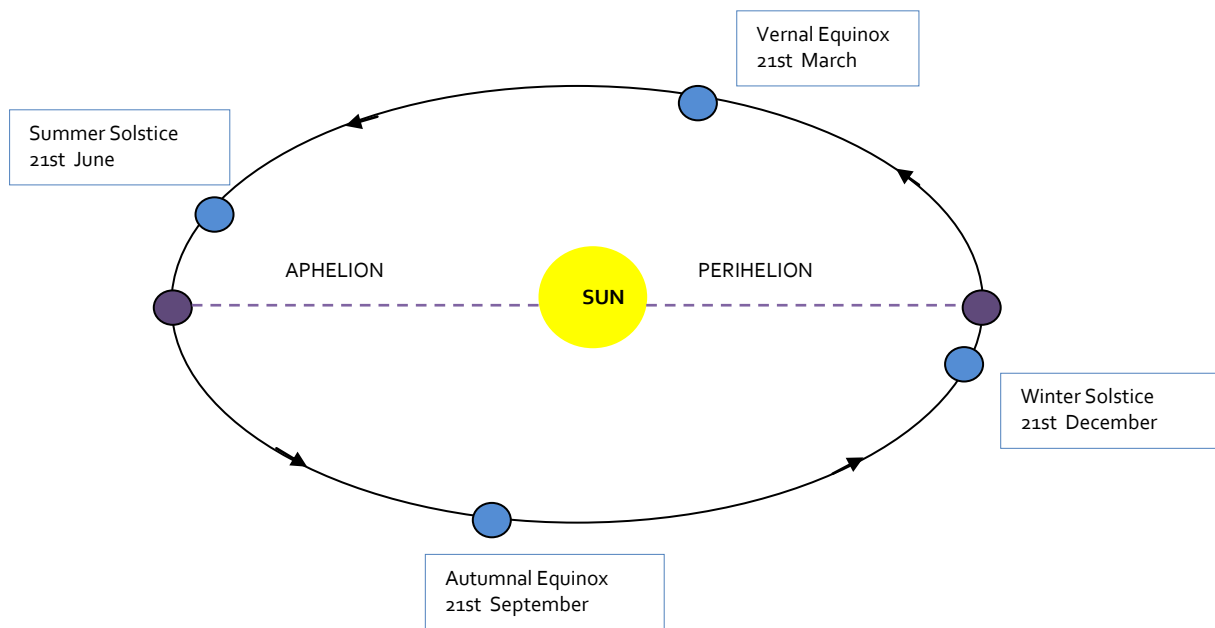 Vernal Equinox
21st  March
Summer Solstice
21st  June
APHELION
PERIHELION
SUN
Winter Solstice
21st  December
Autumnal Equinox
21st  September